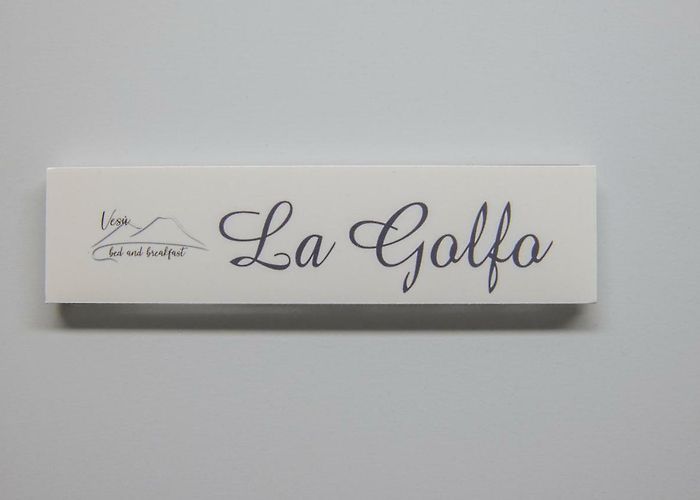 Vesù
bed and breakfast
La Golfo